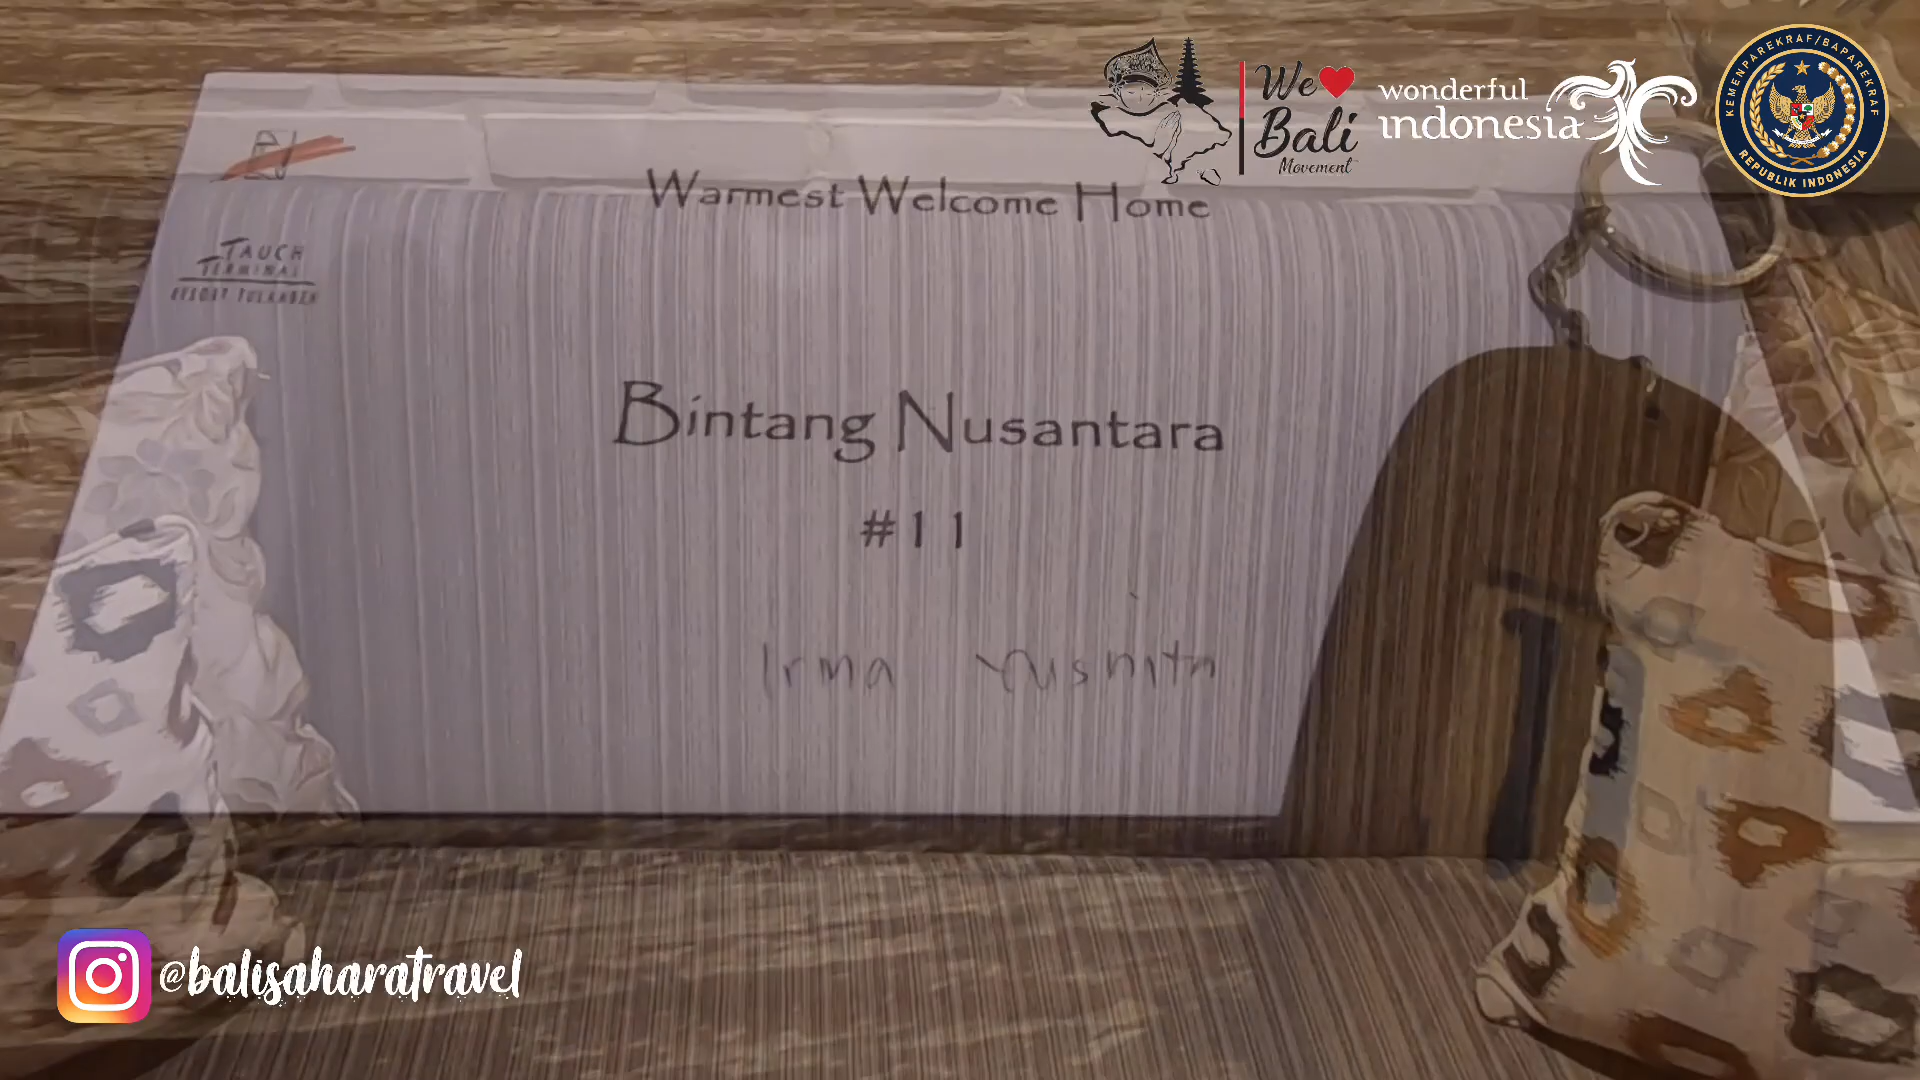 We Bali
Movement
wonderful
indonesia
KEMENPAREKRAF/BAPAREKRAF
REPUBLIK INDONESIA
Warmest Welcome Home
TAUCH
TERMINAL
RESORT TULAMBEN
Bintang Nusantara
#11
Irma Yushita
@balisaharatravel